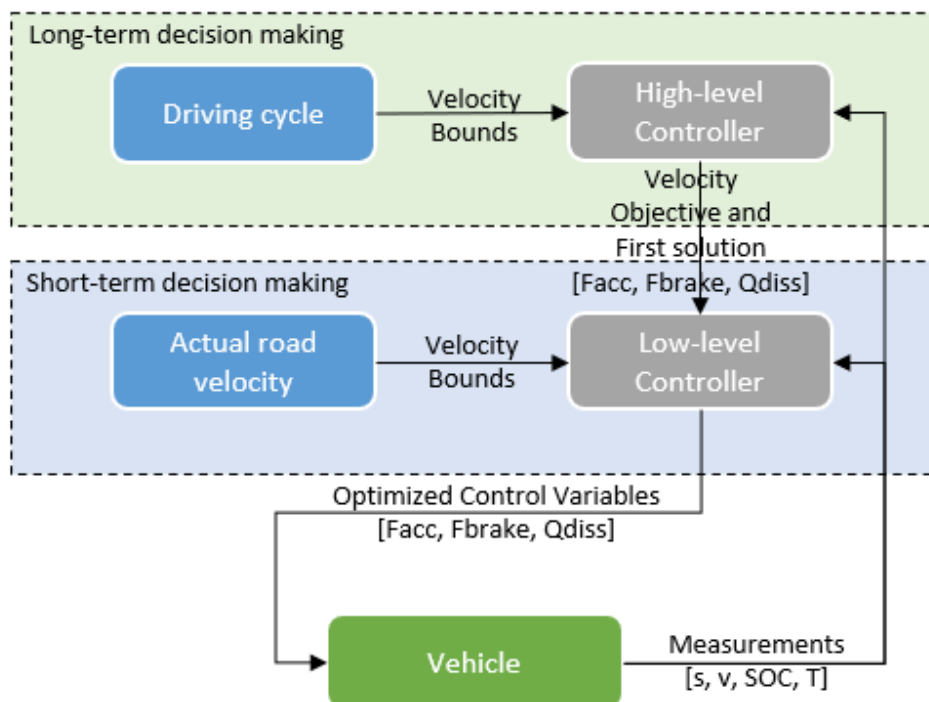 Long-term decision making
Driving cycle
Velocity
Bounds
High-level
Controller
Velocity
Objective and
First solution
[Facc, Fbrake, Qdiss]
Short-term decision making
Actual road
velocity
Velocity
Bounds
Low-level
Controller
Optimized Control Variables
[Facc, Fbrake, Qdiss]
Vehicle
Measurements
[s, v, SOC, T]